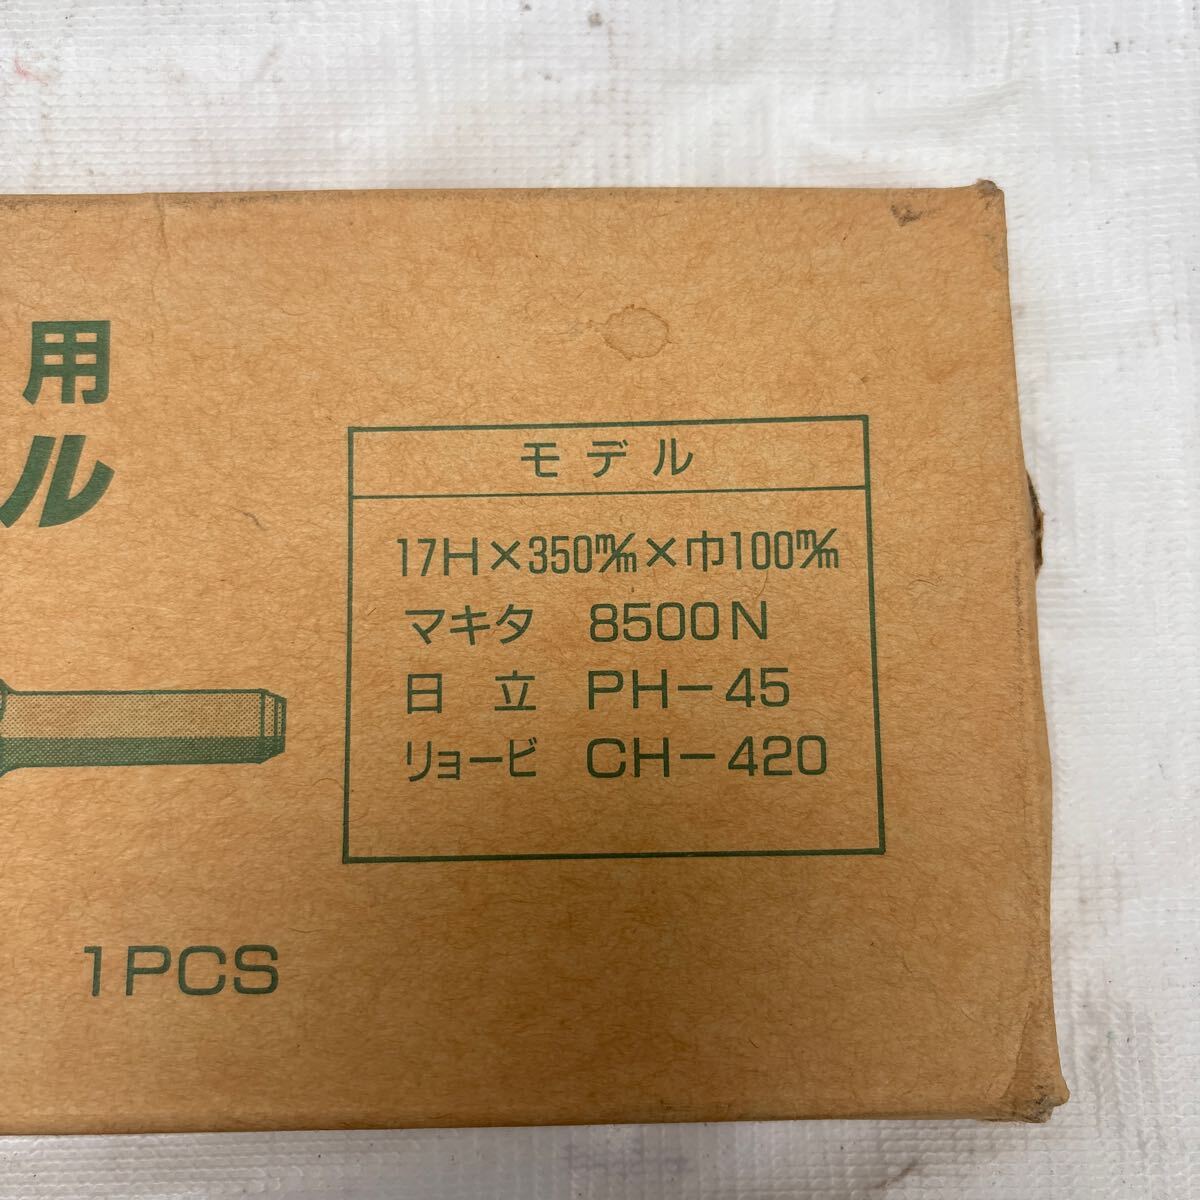 用
ル
モデル
17H×350㎜×巾100㎜
マキタ 8500N
日立 PH-45
リョービ CH-420
1PCS